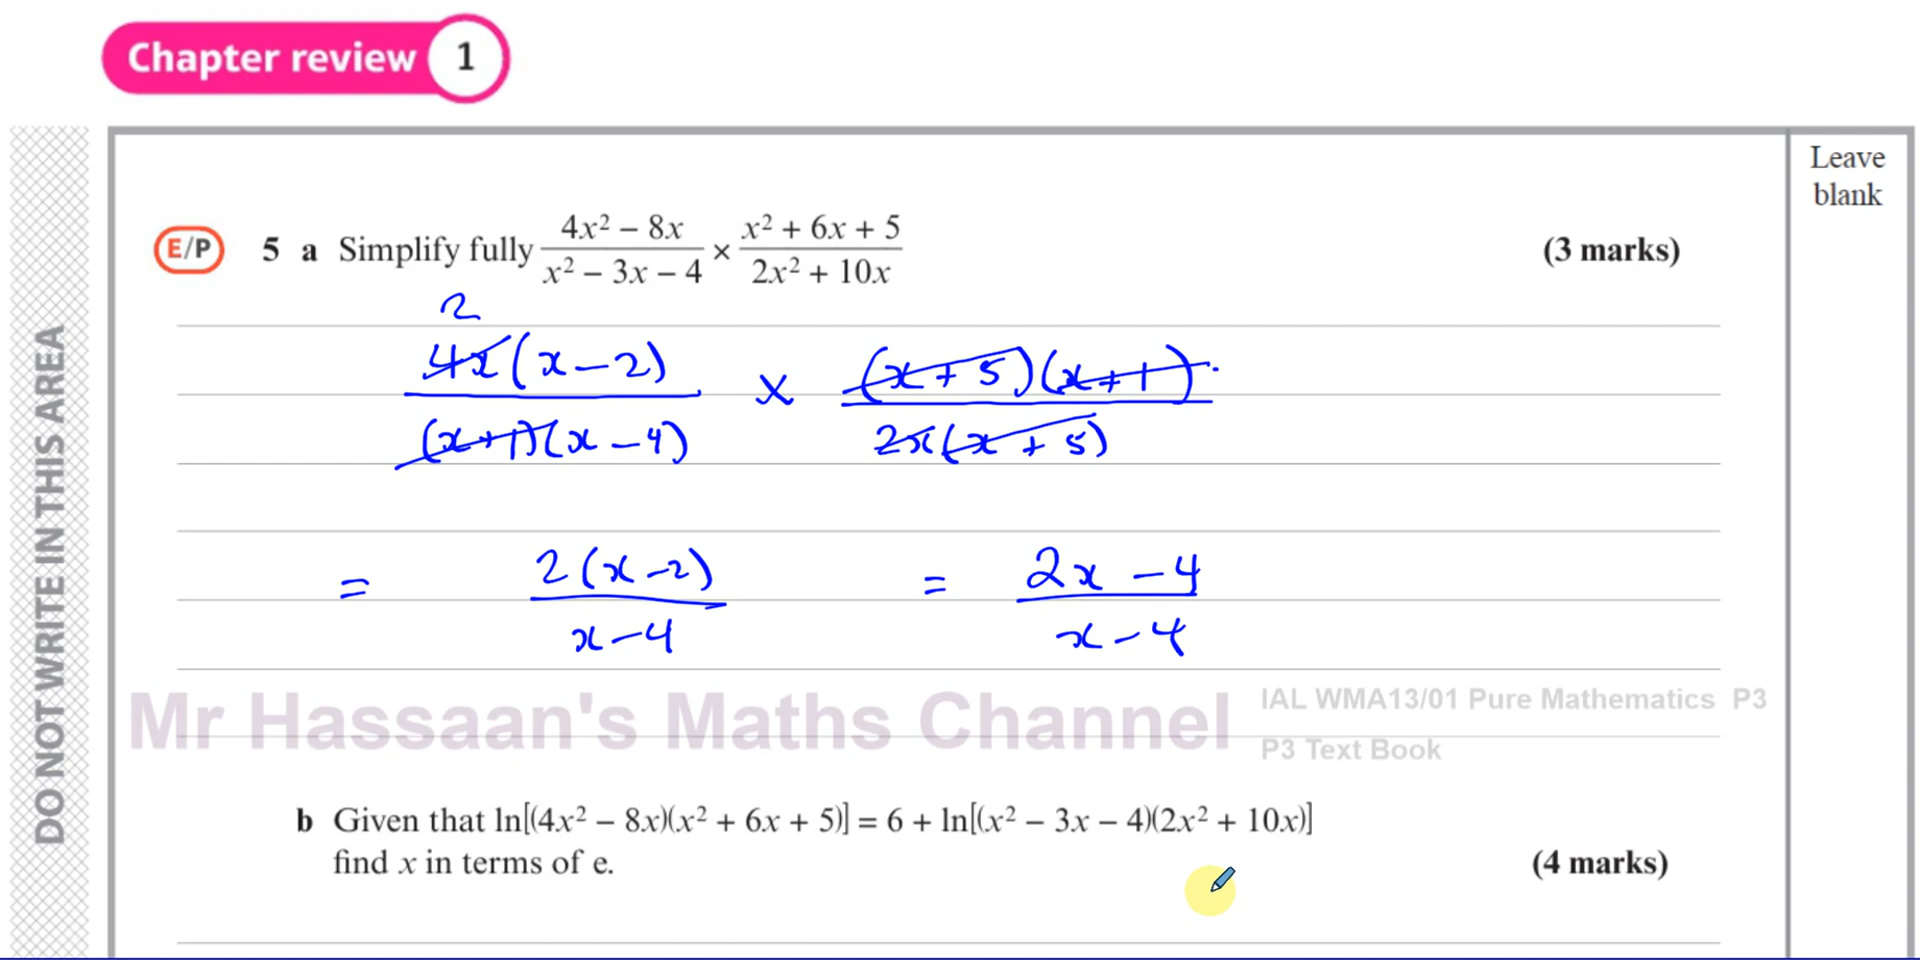 Chapter review 1
Leave
blank
E/P 5 a Simplify fully (4x² − 8x)/(x² − 3x − 4) × (x² + 6x + 5)/(2x² + 10x) (3 marks)
2
4x(x−2)/(x+1)(x−4) × (x+5)(x+1)/2x(x+5)
= 2(x−2)/x−4 = 2x−4/x−4
Mr Hassaan's Maths Channel
IAL WMA13/01 Pure Mathematics P3
P3 Text Book
b Given that ln[(4x² − 8x)(x² + 6x + 5)] = 6 + ln[(x² − 3x − 4)(2x² + 10x)]
find x in terms of e. (4 marks)
DO NOT WRITE IN THIS AREA